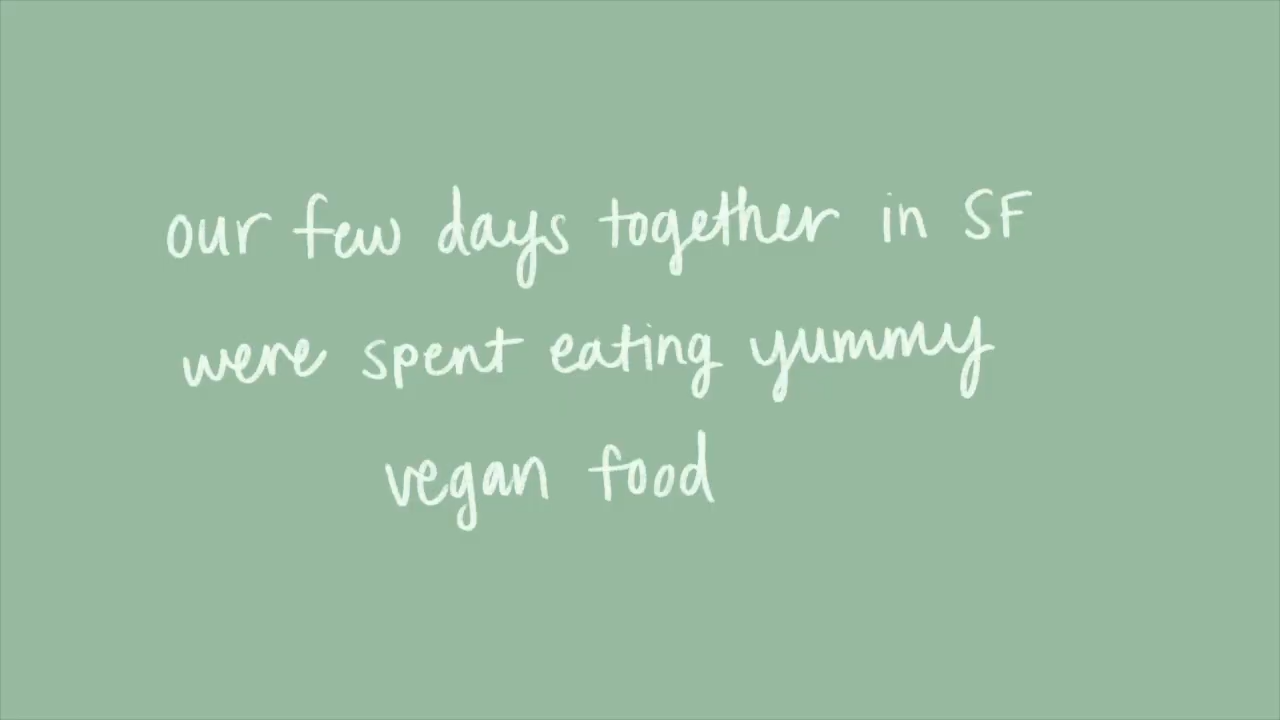 our few days together in SF
were spent eating yummy
vegan food